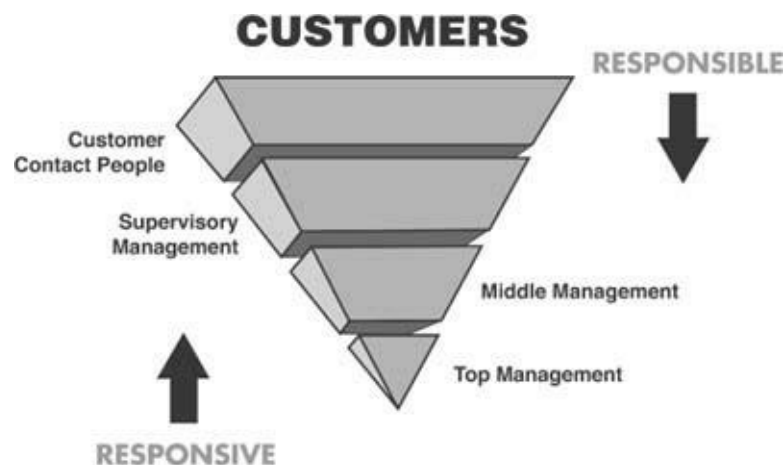 CUSTOMERS
RESPONSIBLE
Customer
Contact People
Supervisory
Management
Middle Management
Top Management
RESPONSIVE